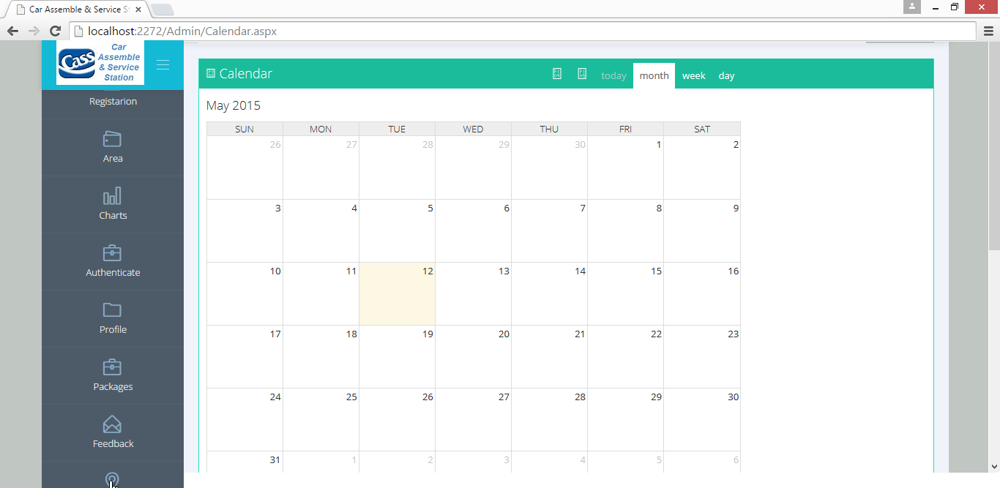 Car Assemble & Service St
localhost:2272/Admin/Calendar.aspx
Cass
Car
Assemble
& Service
Station
Registarion
Area
Charts
Authenticate
Profile
Packages
Feedback
Calendar
today month week day
May 2015
SUN MON TUE WED THU FRI SAT
26 27 28 29 30 1 2
3 4 5 6 7 8 9
10 11 12 13 14 15 16
17 18 19 20 21 22 23
24 25 26 27 28 29 30
31 1 2 3 4 5 6